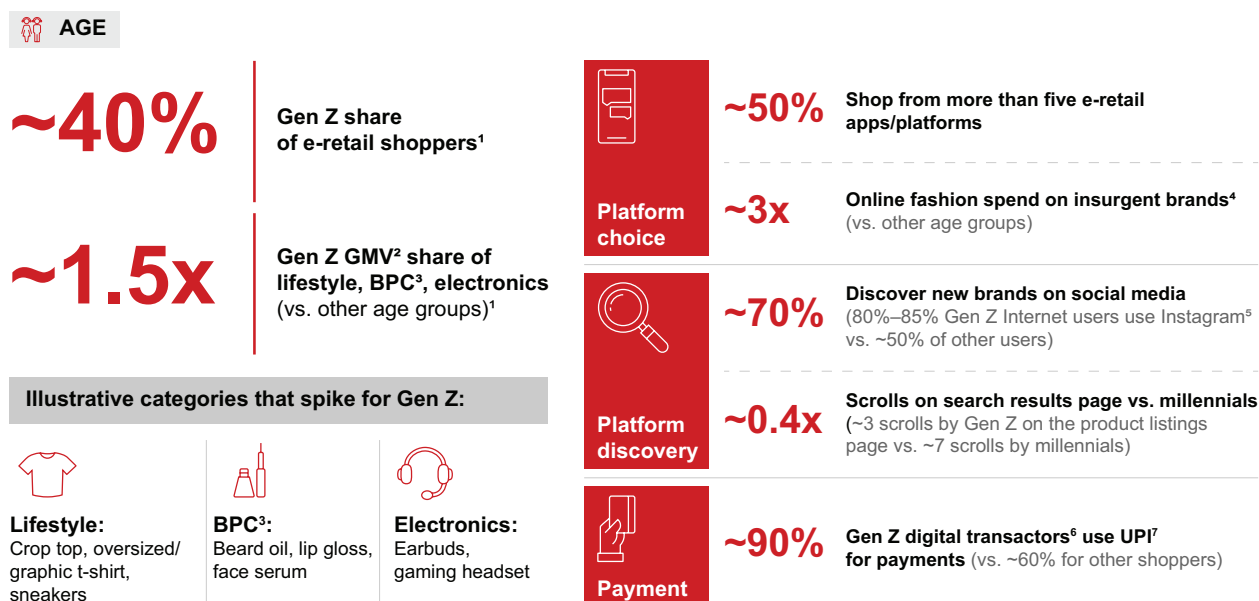 AGE
~40%
Gen Z share
of e-retail shoppers¹
~1.5x
Gen Z GMV² share of
lifestyle, BPC³, electronics
(vs. other age groups)¹
Illustrative categories that spike for Gen Z:
Lifestyle:
Crop top, oversized/
graphic t-shirt,
sneakers
BPC³:
Beard oil, lip gloss,
face serum
Electronics:
Earbuds,
gaming headset
Platform
choice
~50%
Shop from more than five e-retail
apps/platforms
~3x
Online fashion spend on insurgent brands⁴
(vs. other age groups)
Platform
discovery
~70%
Discover new brands on social media
(80%–85% Gen Z Internet users use Instagram⁵
vs. ~50% of other users)
~0.4x
Scrolls on search results page vs. millennials
(~3 scrolls by Gen Z on the product listings
page vs. ~7 scrolls by millennials)
Payment
~90%
Gen Z digital transactors⁶ use UPI⁷
for payments (vs. ~60% for other shoppers)